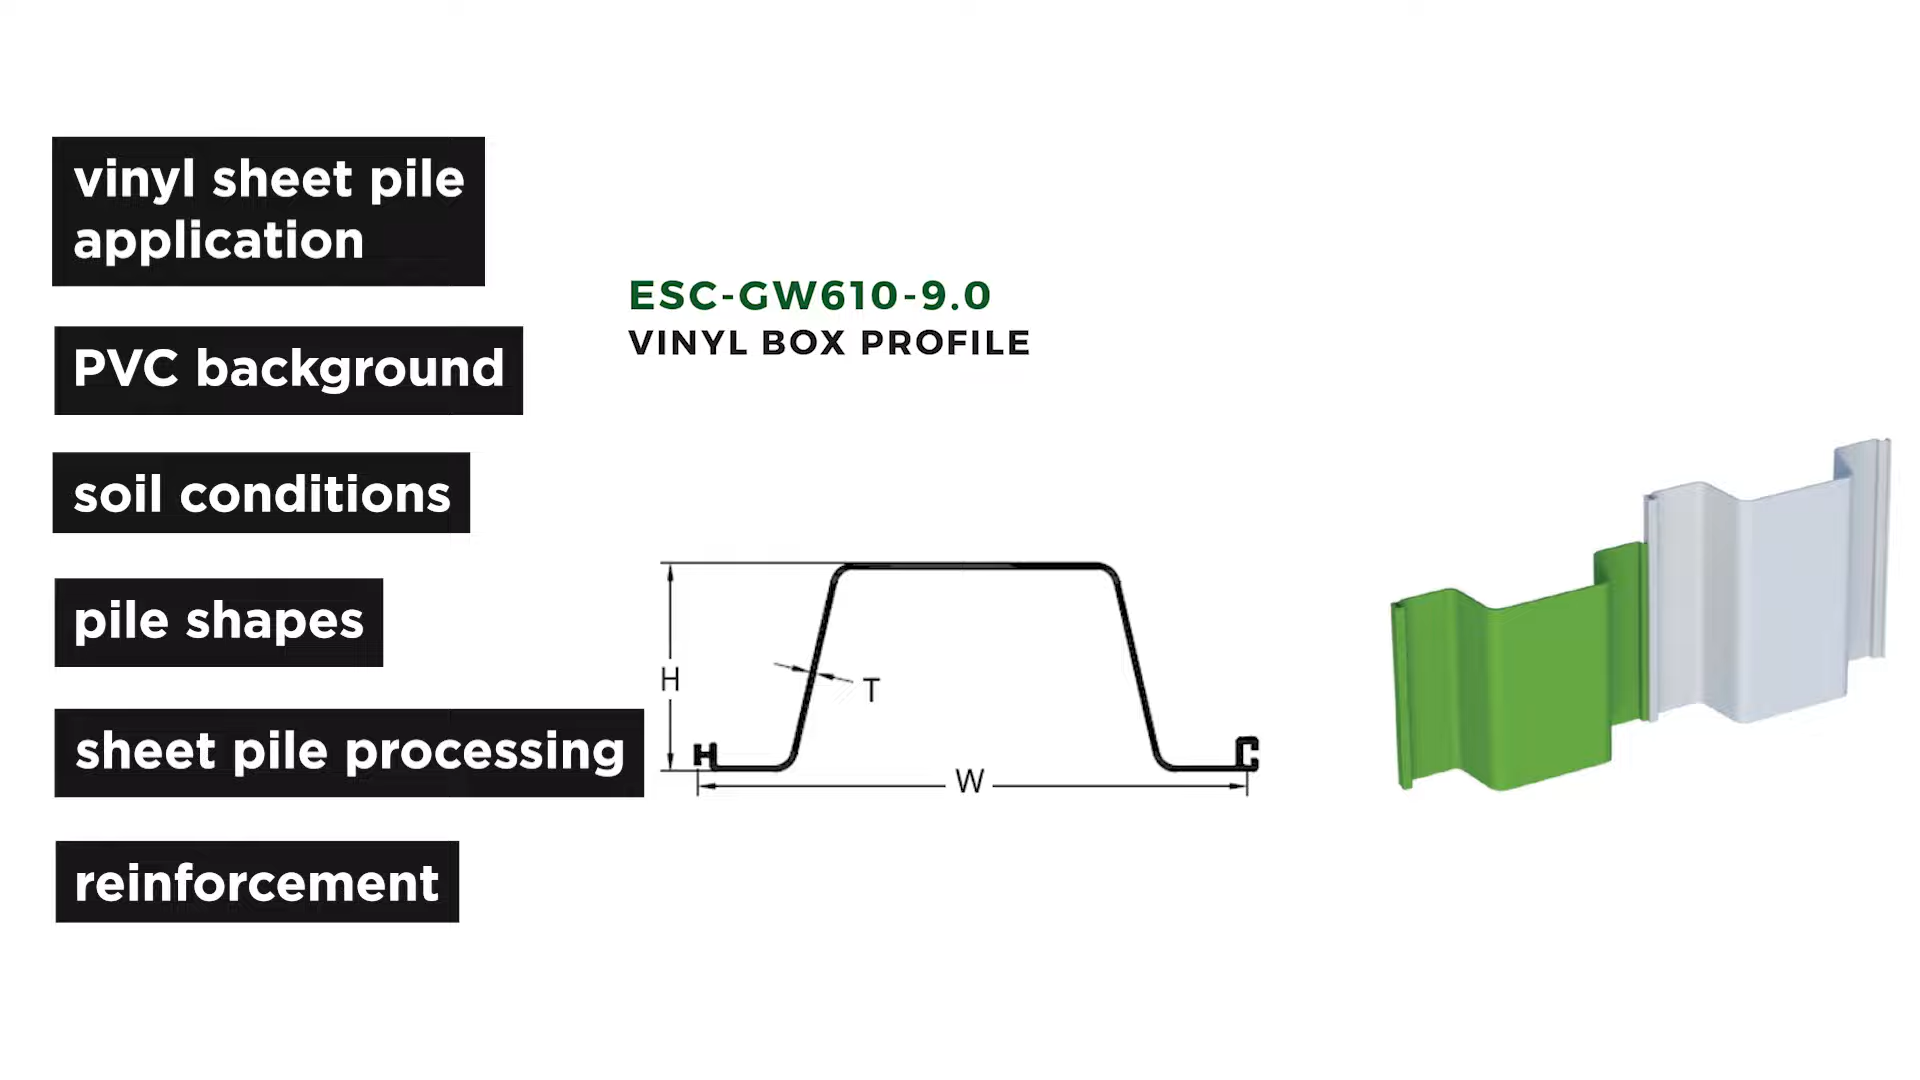 vinyl sheet pile
application
PVC background
soil conditions
pile shapes
sheet pile processing
reinforcement
ESC-GW610-9.0
VINYL BOX PROFILE
H
T
W